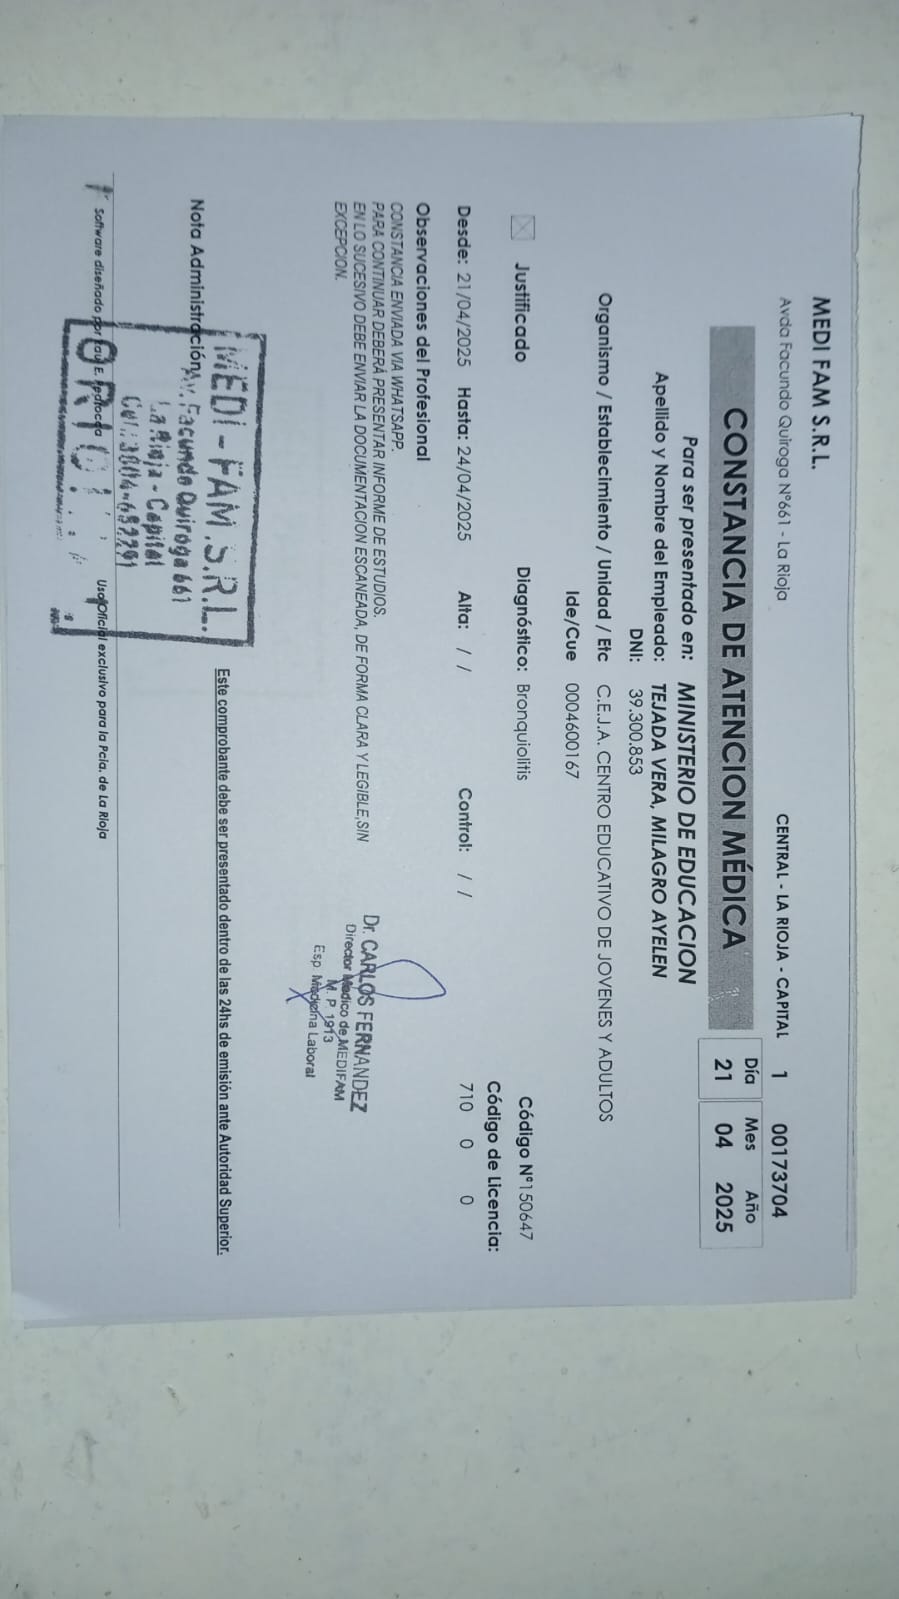 MEDI FAM S.R.L.
Avda Facundo Quiroga N°661 - La Rioja
CENTRAL - LA RIOJA - CAPITAL 1 00173704
CONSTANCIA DE ATENCION MÉDICA
Día Mes Año
21 04 2025
Para ser presentado en: MINISTERIO DE EDUCACION
Apellido y Nombre del Empleado: TEJADA VERA, MILAGRO AYELEN
DNI: 39.300.853
Organismo / Establecimiento / Unidad / Etc C.E.J.A. CENTRO EDUCATIVO DE JOVENES Y ADULTOS
Ide/Cue 0004600167
Justificado Diagnóstico: Bronquiolitis Código N°150647
Código de Licencia:
Desde: 21/04/2025 Hasta: 24/04/2025 Alta: / / Control: / / 710 0 0
Observaciones del Profesional
CONSTANCIA ENVIADA VIA WHATSAPP.
PARA CONTINUAR DEBERÁ PRESENTAR INFORME DE ESTUDIOS.
EN LO SUCESIVO DEBE ENVIAR LA DOCUMENTACION ESCANEADA, DE FORMA CLARA Y LEGIBLE,SIN
EXCEPCION.
Dr. CARLOS FERNANDEZ
Director Medico de MEDIFAM
M. P. 1913
Esp Medicina Laboral
Nota Administración
MEDI - FAM.S.R.L.
Av. Facundo Quiroga 661
La Rioja - Capital
Este comprobante debe ser presentado dentro de las 24hs de emisión ante Autoridad Superior.
Software diseñado por Uso oficial exclusivo para la Pcia. de La Rioja